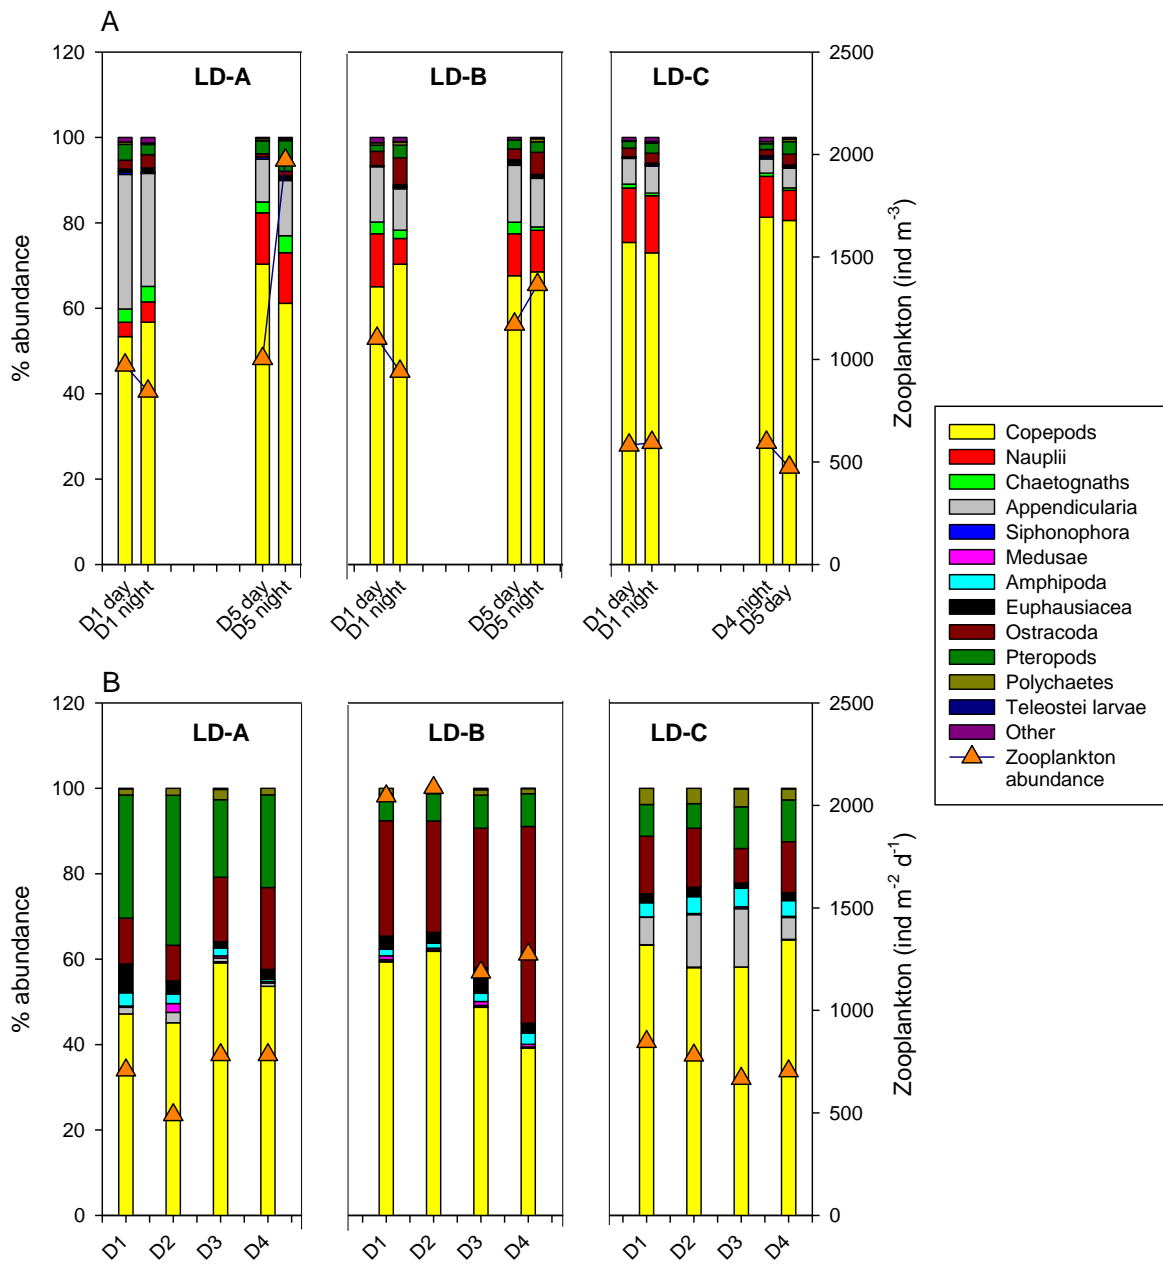 A
120
100
80
60
40
20
0
% abundance
LD-A
LD-B
LD-C
2500
2000
1500
1000
500
0
Zooplankton (ind m⁻³)
D1 day
D1 night
D5 day
D5 night
D1 day
D1 night
D5 day
D5 night
D1 day
D1 night
D4 night
D5 day
Copepods
Nauplii
Chaetognaths
Appendicularia
Siphonophora
Medusae
Amphipoda
Euphausiacea
Ostracoda
Pteropods
Polychaetes
Teleostei larvae
Other
Zooplankton
abundance
B
120
100
80
60
40
20
0
% abundance
LD-A
LD-B
LD-C
2500
2000
1500
1000
500
0
Zooplankton (ind m⁻² d⁻¹)
D1
D2
D3
D4
D1
D2
D3
D4
D1
D2
D3
D4